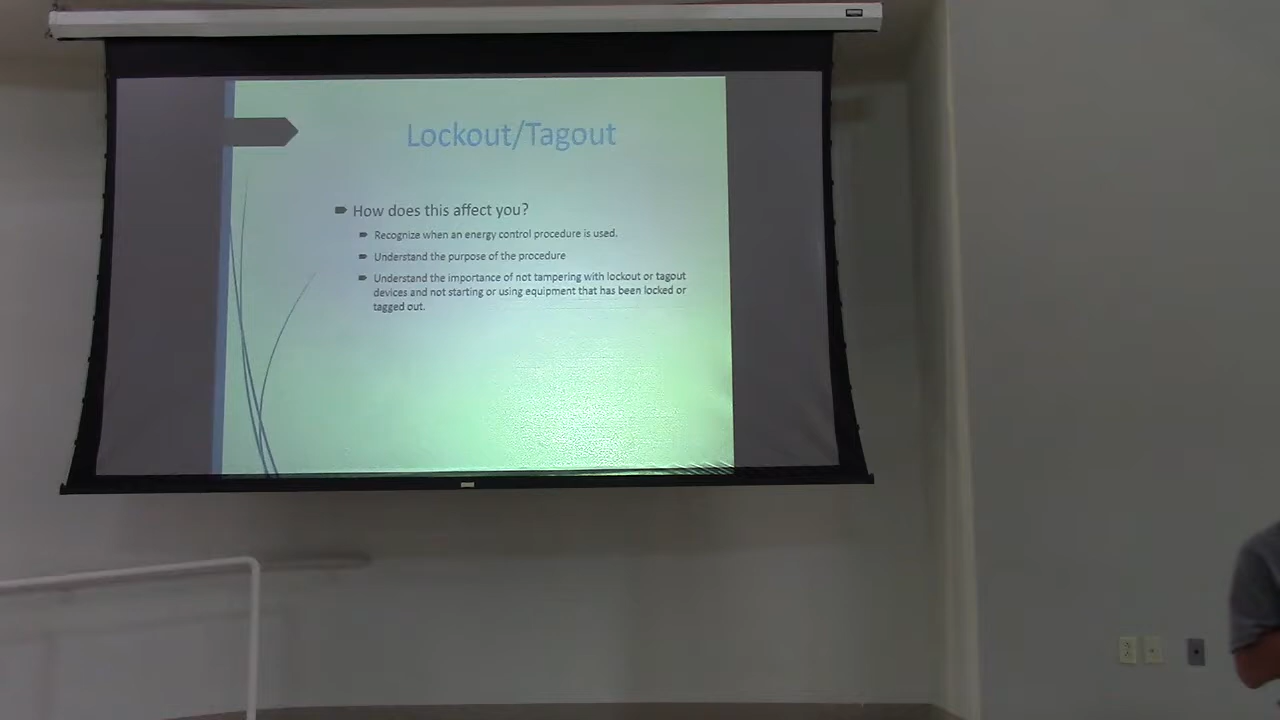 Lockout/Tagout
How does this affect you?
Recognize when an energy control procedure is used.
Understand the purpose of the procedure
Understand the importance of not tampering with lockout or tagout
devices and not starting or using equipment that has been locked or
tagged out.